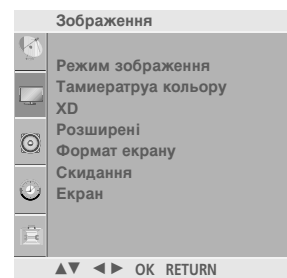 Зображення
Режим зображення
Тамиератруа кольору
XD
Розширені
Формат екрану
Скидання
Екран
▲▼ ◄► OK RETURN